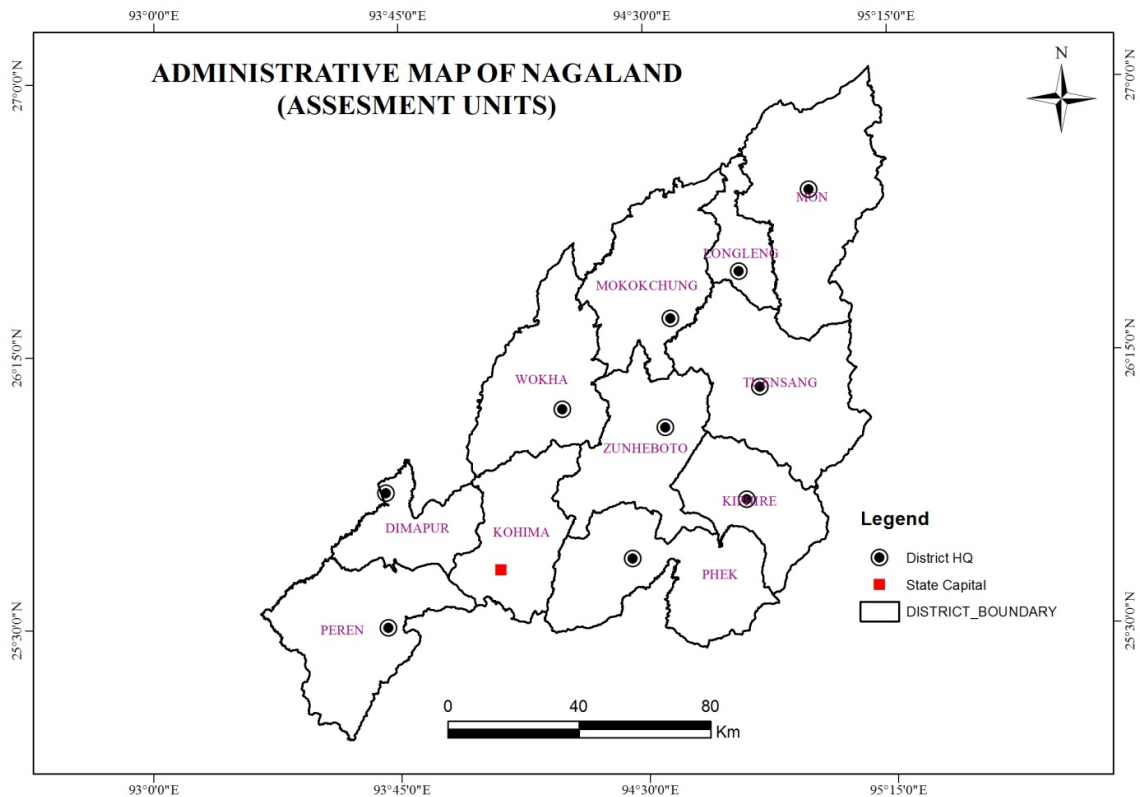 93°0'0"E 93°45'0"E 94°30'0"E 95°15'0"E
ADMINISTRATIVE MAP OF NAGALAND
(ASSESMENT UNITS)
N
27°0'0"N
27°0'0"N
MON
LONGLENG
MOKOKCHUNG
26°15'0"N
26°15'0"N
WOKHA
TUENSANG
ZUNHEBOTO
KIPHIRE
DIMAPUR
KOHIMA
PHEK
PEREN
25°30'0"N
25°30'0"N
Legend
District HQ
State Capital
DISTRICT_BOUNDARY
0 40 80
Km
93°0'0"E 93°45'0"E 94°30'0"E 95°15'0"E